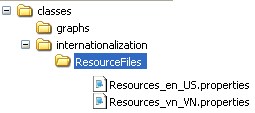 classes
graphs
internationalization
ResourceFiles
Resources_en_US.properties
Resources_vn_VN.properties